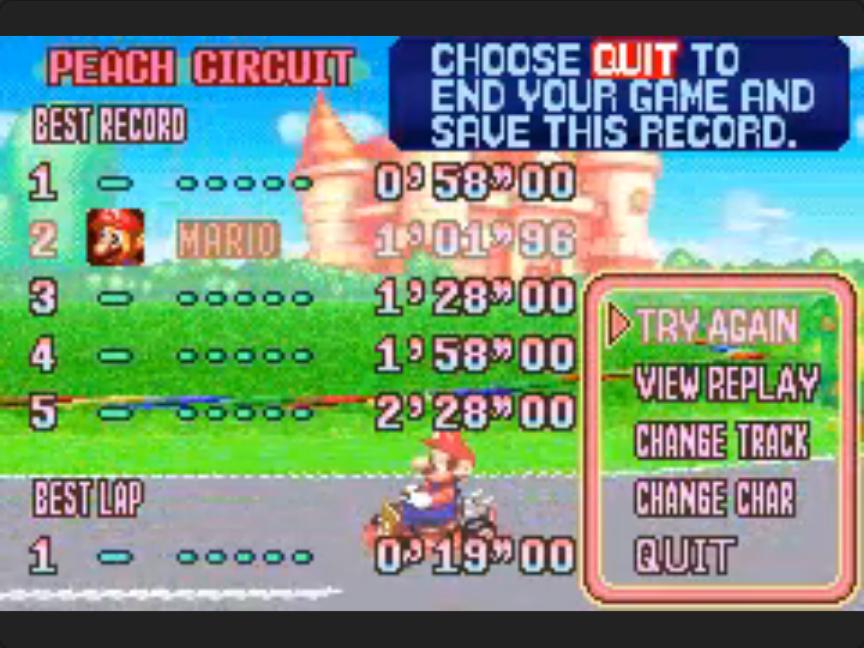 PEACH CIRCUIT
CHOOSE QUIT TO
END YOUR GAME AND
SAVE THIS RECORD.
BEST RECORD
1 - ----- 0'58"00
2 MARIO 1'01"96
3 - ----- 1'28"00
4 - ----- 1'58"00
5 - ----- 2'28"00
BEST LAP
1 - ----- 0'19"00
TRY AGAIN
VIEW REPLAY
CHANGE TRACK
CHANGE CHAR
QUIT